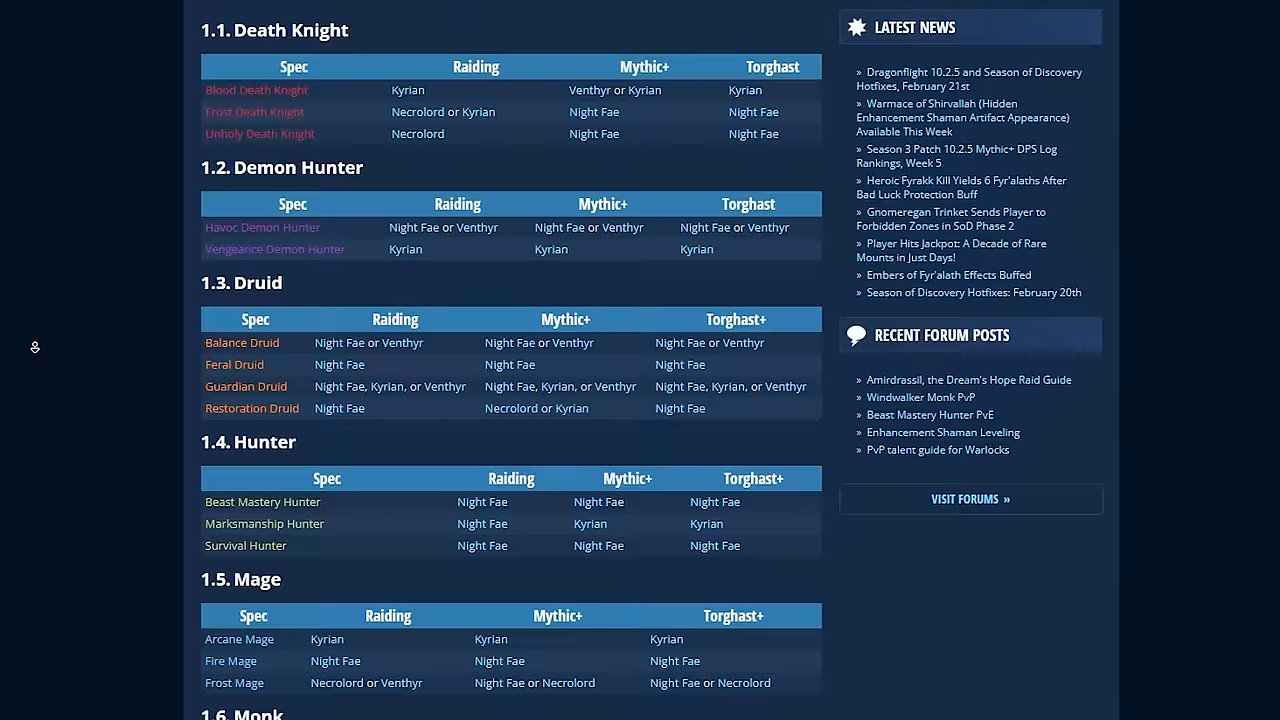 1.1. Death Knight
Spec Raiding Mythic+ Torghast
Blood Death Knight Kyrian Venthyr or Kyrian Kyrian
Frost Death Knight Necrolord or Kyrian Night Fae Night Fae
Unholy Death Knight Necrolord Night Fae Night Fae
1.2. Demon Hunter
Spec Raiding Mythic+ Torghast
Havoc Demon Hunter Night Fae or Venthyr Night Fae or Venthyr Night Fae or Venthyr
Vengeance Demon Hunter Kyrian Kyrian Kyrian
1.3. Druid
Spec Raiding Mythic+ Torghast+
Balance Druid Night Fae or Venthyr Night Fae or Venthyr Night Fae or Venthyr
Feral Druid Night Fae Night Fae Night Fae
Guardian Druid Night Fae, Kyrian, or Venthyr Night Fae, Kyrian, or Venthyr Night Fae, Kyrian, or Venthyr
Restoration Druid Night Fae Necrolord or Kyrian Night Fae
1.4. Hunter
Spec Raiding Mythic+ Torghast+
Beast Mastery Hunter Night Fae Night Fae Night Fae
Marksmanship Hunter Night Fae Kyrian Kyrian
Survival Hunter Night Fae Night Fae Night Fae
1.5. Mage
Spec Raiding Mythic+ Torghast+
Arcane Mage Kyrian Kyrian Kyrian
Fire Mage Night Fae Night Fae Night Fae
Frost Mage Necrolord or Venthyr Night Fae or Necrolord Night Fae or Necrolord
1.6. Monk
LATEST NEWS
» Dragonflight 10.2.5 and Season of Discovery
Hotfixes, February 21st
» Warmace of Shirvallah (Hidden
Enhancement Shaman Artifact Appearance)
Available This Week
» Season 3 Patch 10.2.5 Mythic+ DPS Log
Rankings, Week 5
» Heroic Fyrakk Kill Yields 6 Fyr'alaths After
Bad Luck Protection Buff
» Gnomeregan Trinket Sends Player to
Forbidden Zones in SoD Phase 2
» Player Hits Jackpot: A Decade of Rare
Mounts in Just Days!
» Embers of Fyr'alath Effects Buffed
» Season of Discovery Hotfixes: February 20th
RECENT FORUM POSTS
» Amirdrassil, the Dream's Hope Raid Guide
» Windwalker Monk PvP
» Beast Mastery Hunter PvE
» Enhancement Shaman Leveling
» PvP talent guide for Warlocks
VISIT FORUMS »